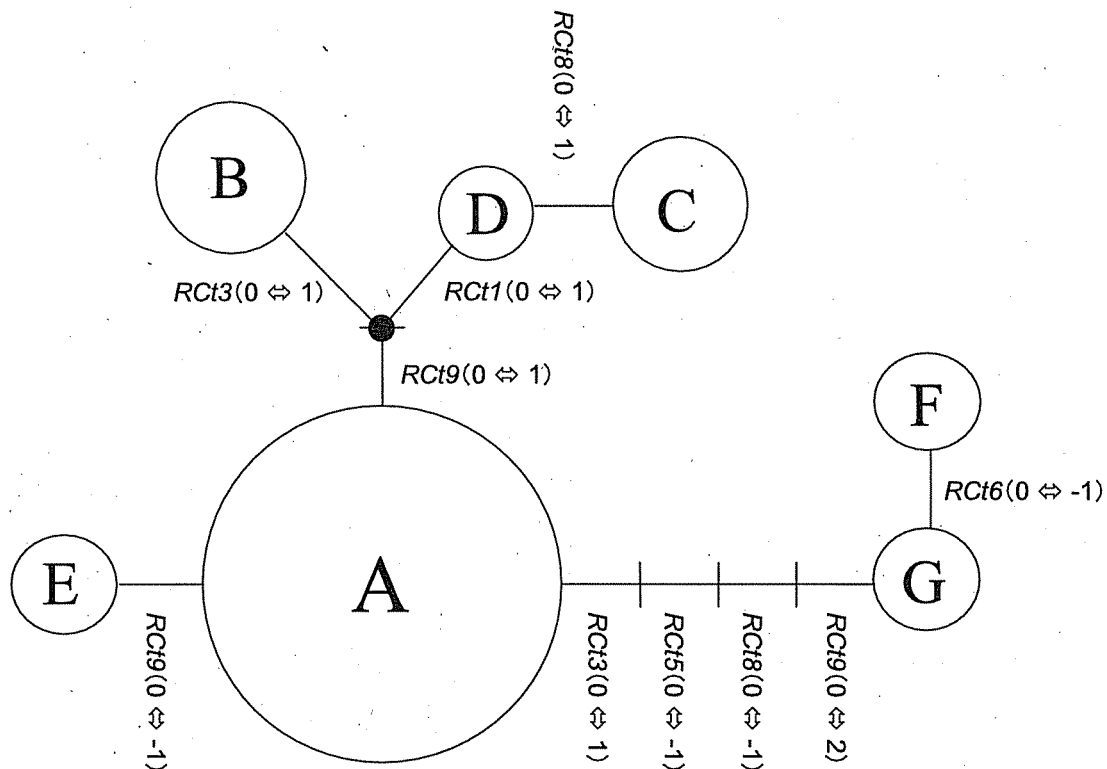 RCt8(0 ⇔ 1)
B
D
C
RCt3(0 ⇔ 1)
RCt1(0 ⇔ 1)
RCt9(0 ⇔ 1)
F
RCt6(0 ⇔ -1)
E
A
G
RCt9(0 ⇔ -1)
RCt3(0 ⇔ 1)
RCt5(0 ⇔ -1)
RCt8(0 ⇔ -1)
RCt9(0 ⇔ 2)